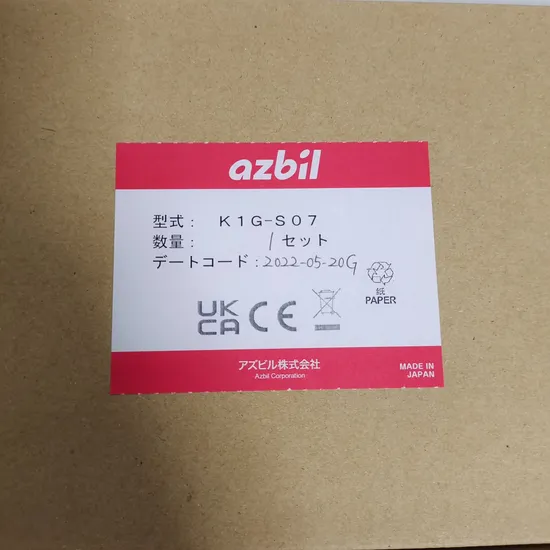 azbil
型式： K1G-S07
数量： 1セット
デートコード：2022-05-20G
紙
PAPER
UK
CA CE
アズビル株式会社
Azbil Corporation
MADE IN
JAPAN